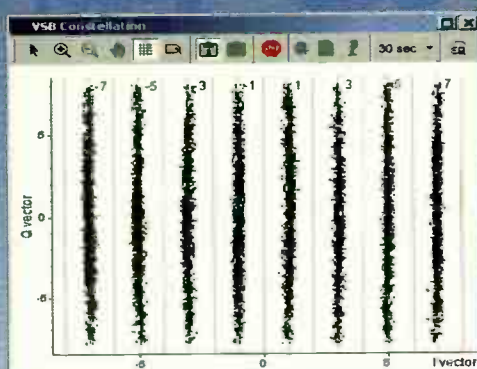 VSB Constellation
30 sec
-7 -5 -3 -1 1 3 5 7
5
Q vector
0
-5
-5 0 5 I vector